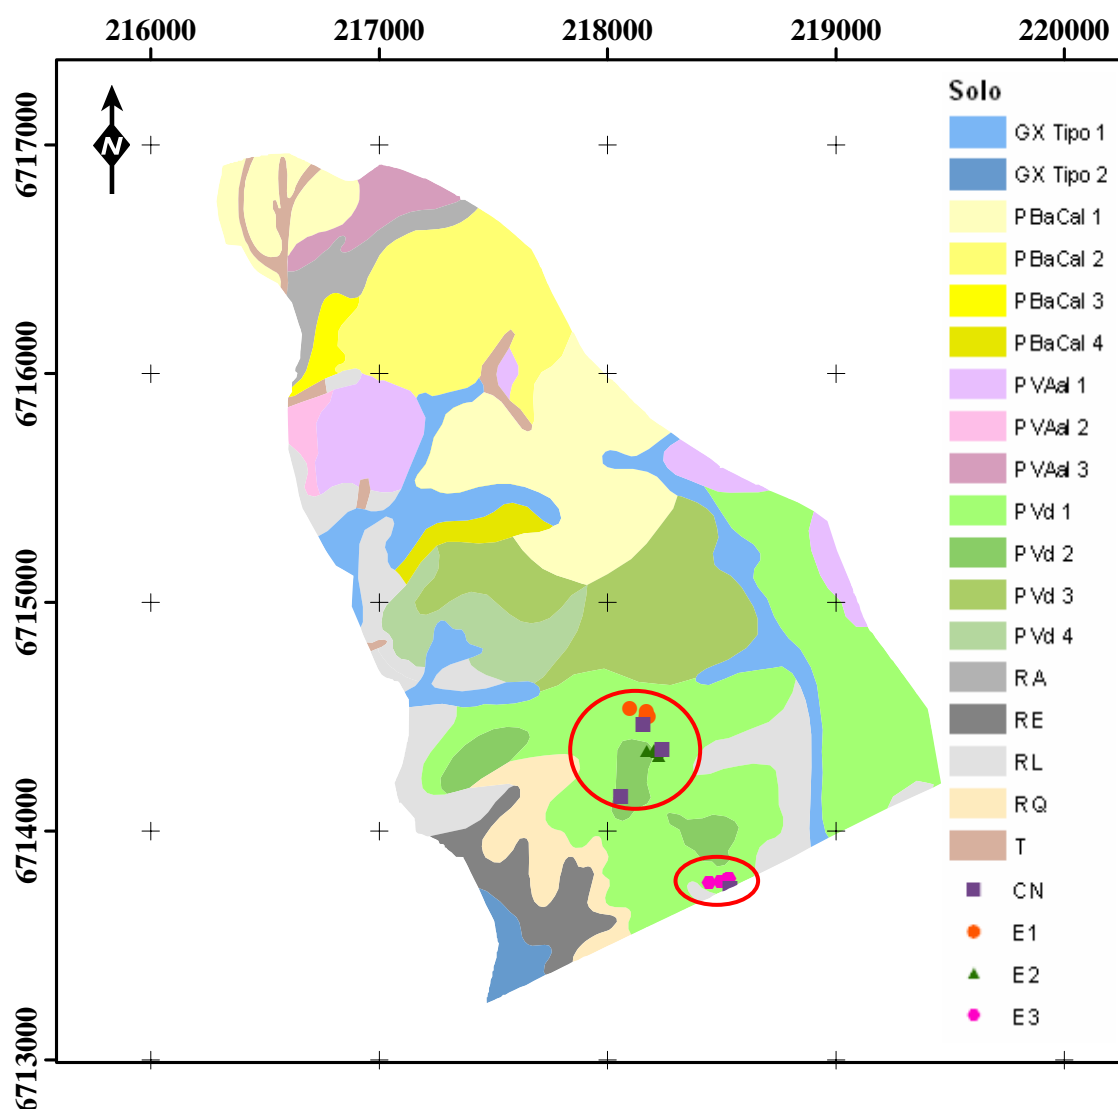 216000 217000 218000 219000 220000
6717000
6716000
6715000
6714000
6713000
N
Solo
GX Tipo 1
GX Tipo 2
PBaCal 1
PBaCal 2
PBaCal 3
PBaCal 4
PVAal 1
PVAal 2
PVAal 3
PVd 1
PVd 2
PVd 3
PVd 4
RA
RE
RL
RQ
T
CN
E1
E2
E3